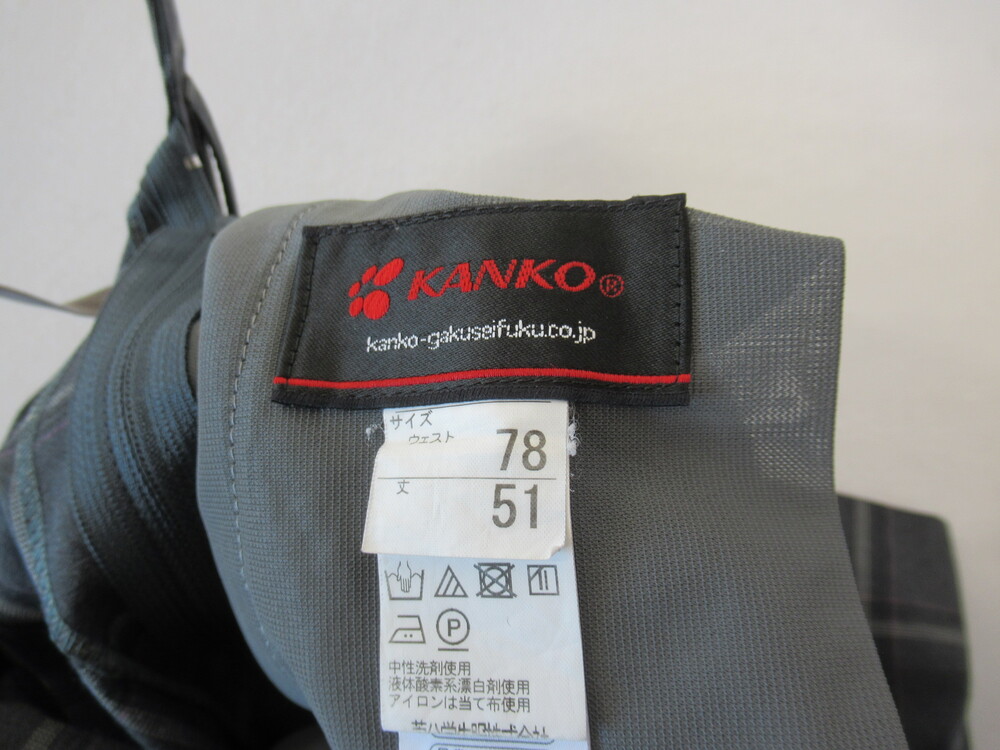 KANKO®
kanko-gakuseifuku.co.jp
サイズ
ウェスト 78
丈 51
P
中性洗剤使用
液体酸素系漂白剤使用
アイロンは当て布使用